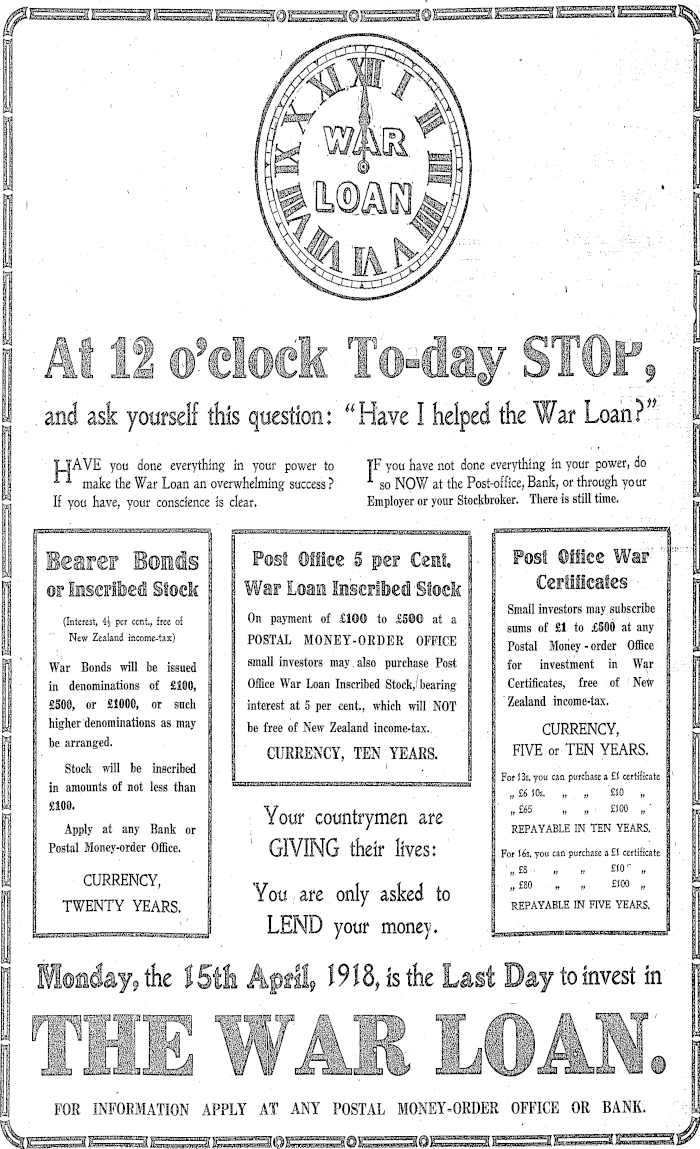 XII I II III IIII V VI VII VIII IX X XI
WAR
LOAN
At 12 o'clock To-day STOP,
and ask yourself this question: "Have I helped the War Loan?"
HAVE you done everything in your power to
make the War Loan an overwhelming success?
If you have, your conscience is clear.
IF you have not done everything in your power, do
so NOW at the Post-office, Bank, or through your
Employer or your Stockbroker. There is still time.
Bearer Bonds
or Inscribed Stock
(Interest, 4½ per cent., free of
New Zealand income-tax)
War Bonds will be issued
in denominations of £100,
£500, or £1000, or such
higher denominations as may
be arranged.
Stock will be inscribed
in amounts of not less than
£100.
Apply at any Bank or
Postal Money-order Office.
CURRENCY,
TWENTY YEARS.
Post Office 5 per Cent.
War Loan Inscribed Stock
On payment of £100 to £500 at a
POSTAL MONEY-ORDER OFFICE
small investors may also purchase Post
Office War Loan Inscribed Stock, bearing
interest at 5 per cent., which will NOT
be free of New Zealand income-tax.
CURRENCY, TEN YEARS.
Your countrymen are
GIVING their lives:
You are only asked to
LEND your money.
Post Office War
Certificates
Small investors may subscribe
sums of £1 to £500 at any
Postal Money-order Office
for investment in War
Certificates, free of New
Zealand income-tax.
CURRENCY,
FIVE or TEN YEARS.
For 13s. you can purchase a £1 certificate
„ £6 10s. „ „ £10 „
„ £65 „ „ £100 „
REPAYABLE IN TEN YEARS.
For 16s. you can purchase a £1 certificate
„ £8 „ „ £10 „
„ £80 „ „ £100 „
REPAYABLE IN FIVE YEARS.
Monday, the 15th April, 1918, is the Last Day to invest in
THE WAR LOAN.
FOR INFORMATION APPLY AT ANY POSTAL MONEY-ORDER OFFICE OR BANK.